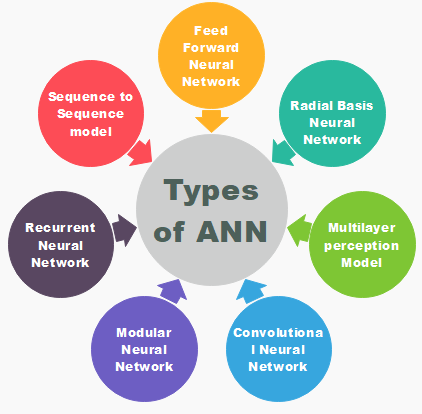 Feed
Forward
Neural
Network
Radial Basis
Neural
Network
Multilayer
perception
Model
Convolutiona
l Neural
Network
Modular
Neural
Network
Recurrent
Neural
Network
Sequence to
Sequence
model
Types
of ANN